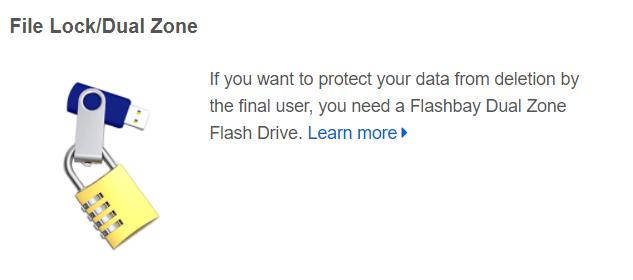 File Lock/Dual Zone
If you want to protect your data from deletion by
the final user, you need a Flashbay Dual Zone
Flash Drive. Learn more